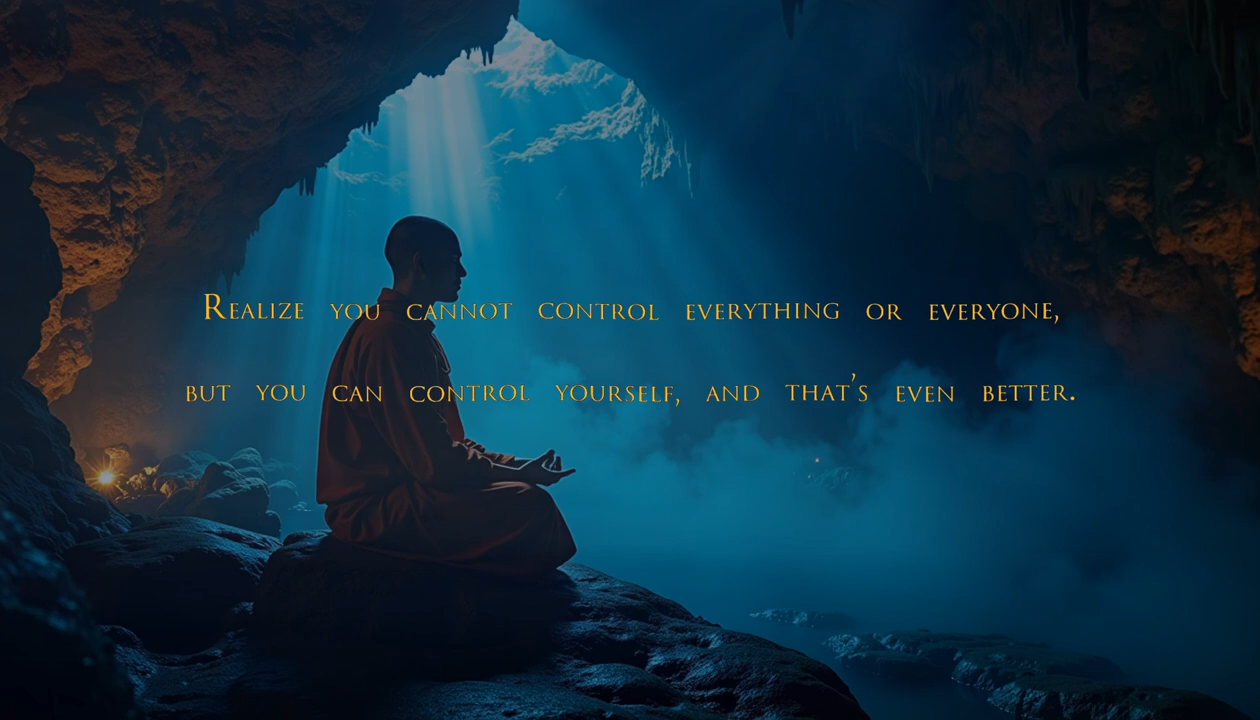 Realize you cannot control everything or everyone,
but you can control yourself, and that's even better.